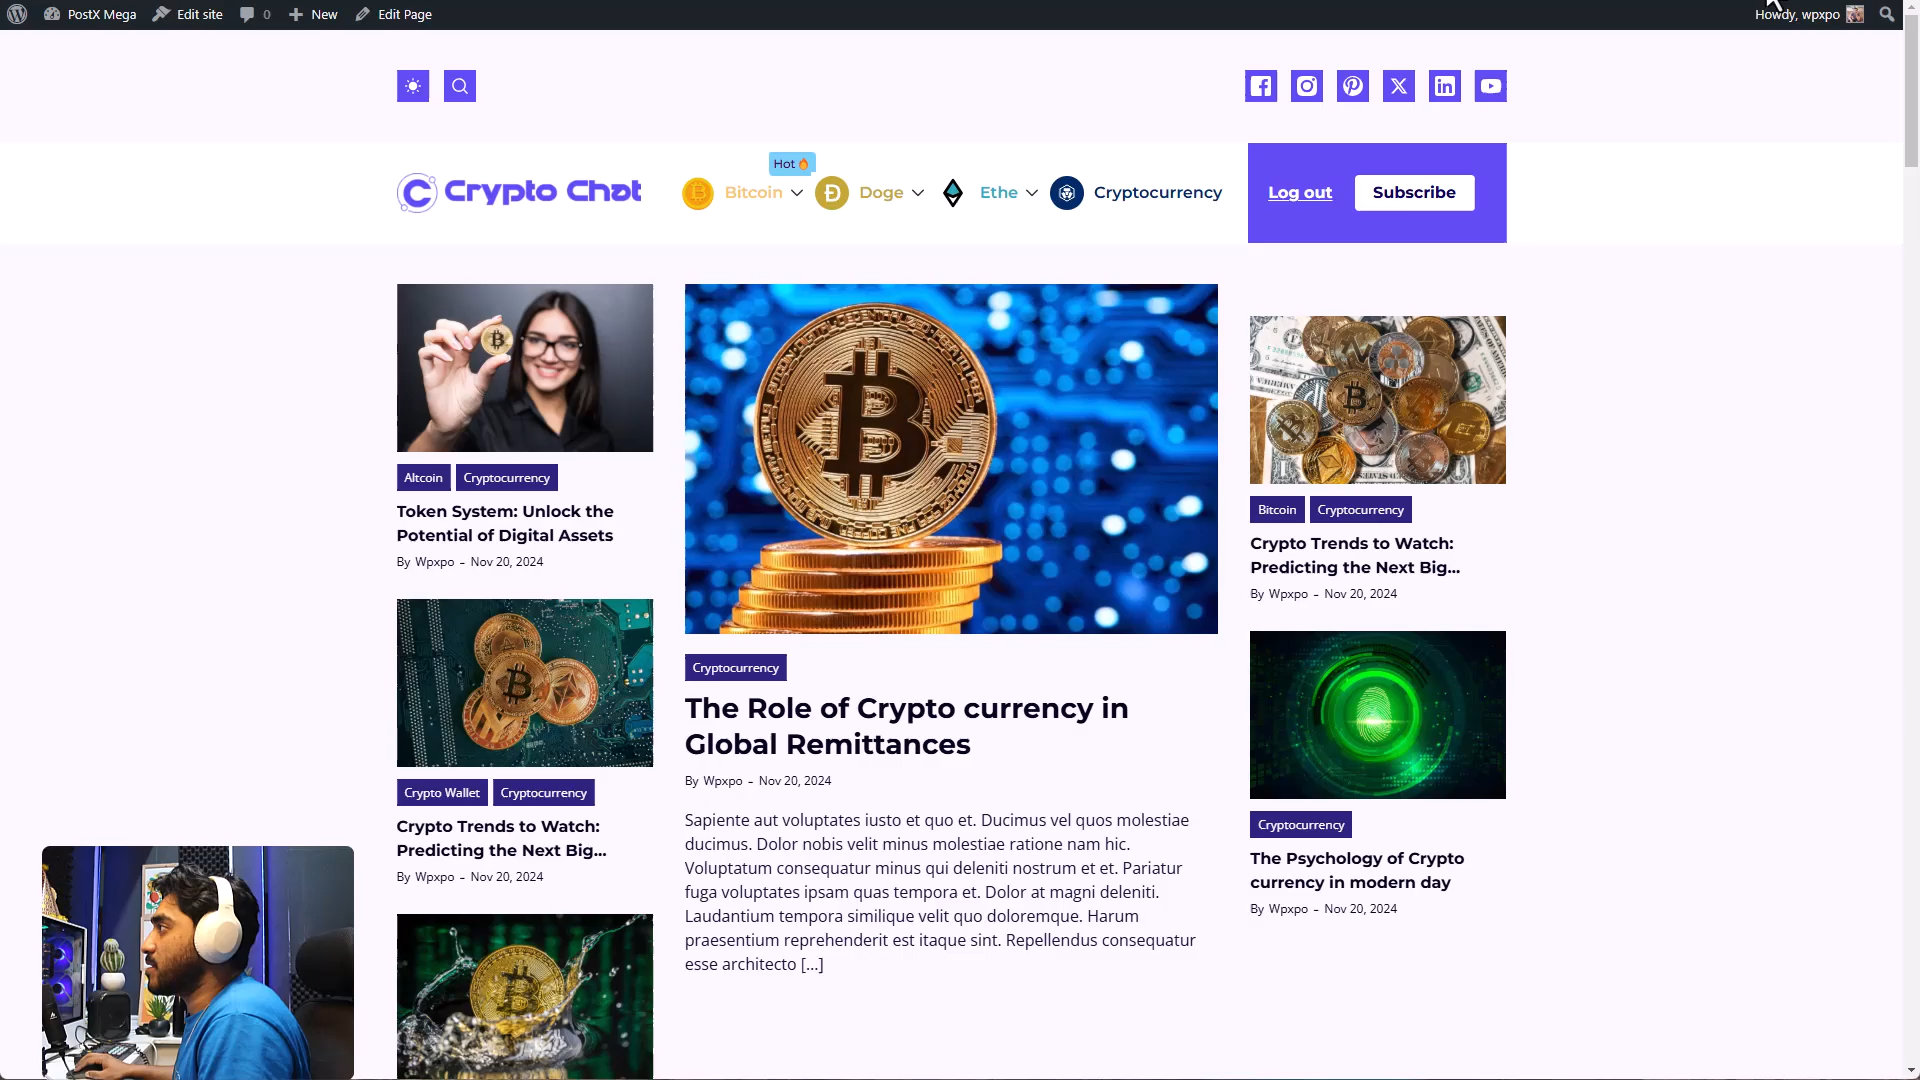 PostX Mega Edit site 0 New Edit Page Howdy, wpxpo
Hot🔥
Crypto Chat Bitcoin Doge Ethe Cryptocurrency Log out Subscribe
Altcoin Cryptocurrency
Token System: Unlock the
Potential of Digital Assets
By Wpxpo - Nov 20, 2024
Crypto Wallet Cryptocurrency
Crypto Trends to Watch:
Predicting the Next Big...
By Wpxpo - Nov 20, 2024
Cryptocurrency
The Role of Crypto currency in
Global Remittances
By Wpxpo - Nov 20, 2024
Sapiente aut voluptates iusto et quo et. Ducimus vel quos molestiae
ducimus. Dolor nobis velit minus molestiae ratione nam hic.
Voluptatum consequatur minus qui deleniti nostrum et et. Pariatur
fuga voluptates ipsam quas tempora et. Dolor at magni deleniti.
Laudantium tempora similique velit quo doloremque. Harum
praesentium reprehenderit est itaque sint. Repellendus consequatur
esse architecto [...]
Bitcoin Cryptocurrency
Crypto Trends to Watch:
Predicting the Next Big...
By Wpxpo - Nov 20, 2024
Cryptocurrency
The Psychology of Crypto
currency in modern day
By Wpxpo - Nov 20, 2024